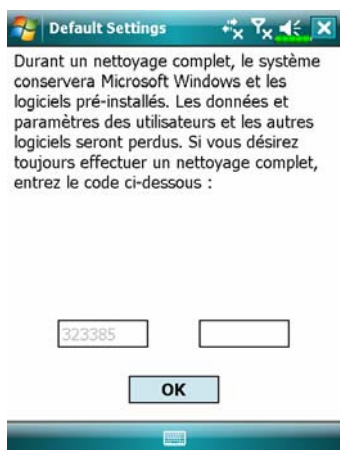 Default Settings
Durant un nettoyage complet, le système
conservera Microsoft Windows et les
logiciels pré-installés. Les données et
paramètres des utilisateurs et les autres
logiciels seront perdus. Si vous désirez
toujours effectuer un nettoyage complet,
entrez le code ci-dessous :
323385
OK